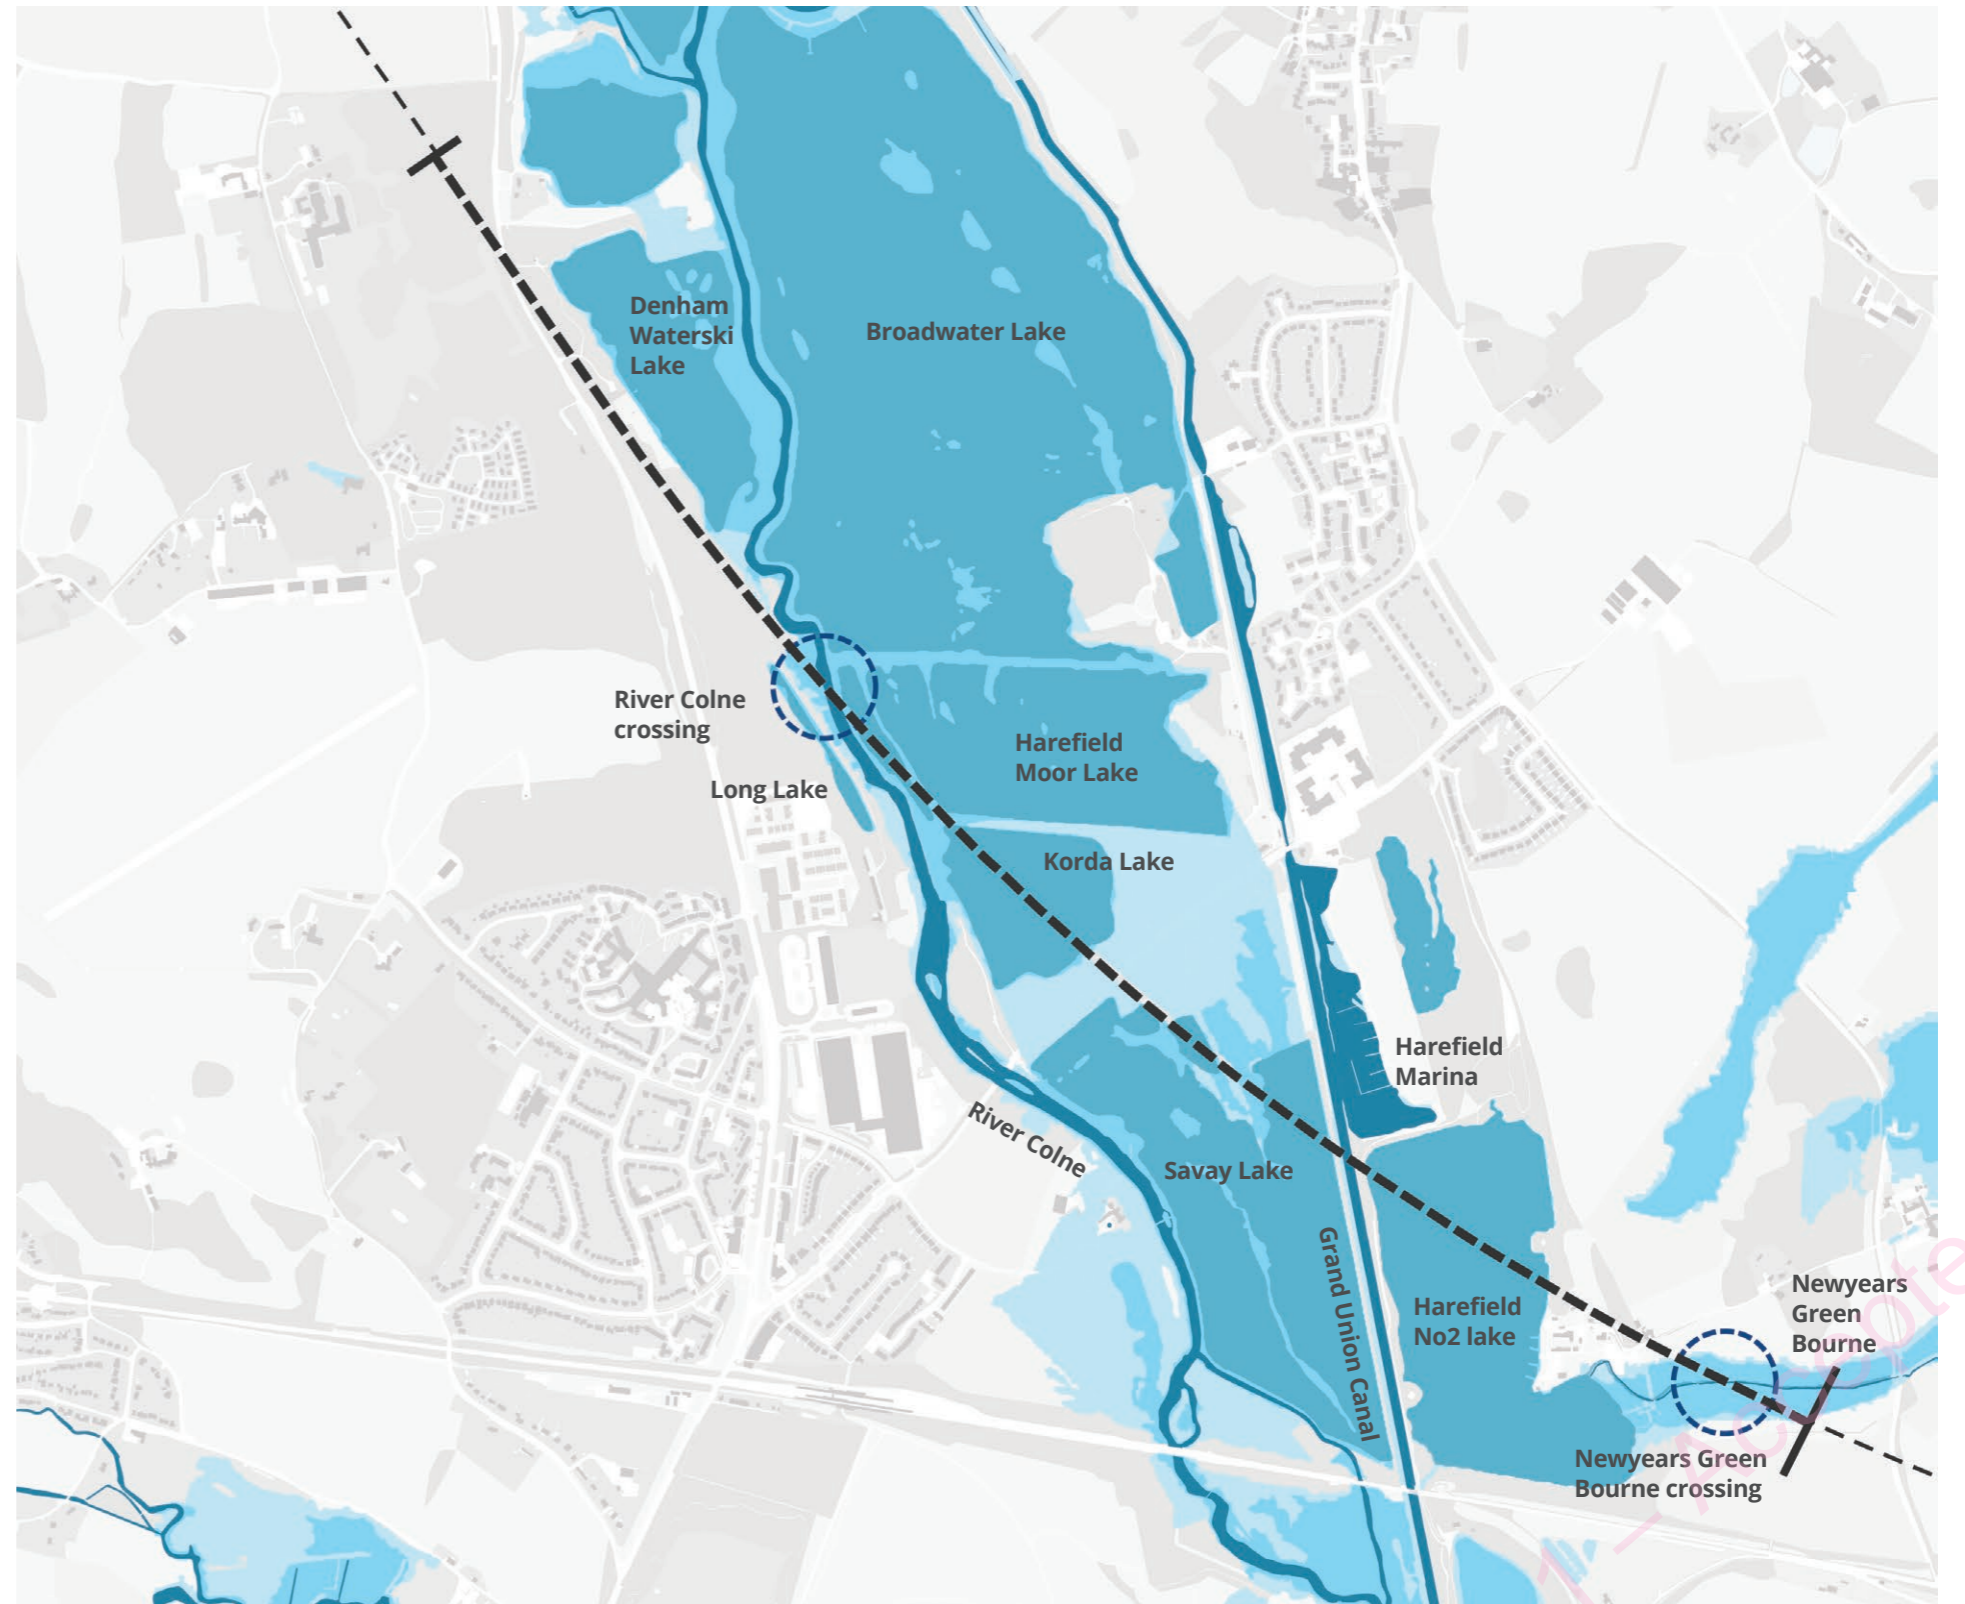 Denham
Waterski
Lake
Broadwater Lake
River Colne
crossing
Long Lake
Harefield
Moor Lake
Korda Lake
Harefield
Marina
River Colne
Savay Lake
Grand Union Canal
Harefield
No2 lake
Newyears
Green
Bourne
Newyears Green
Bourne crossing